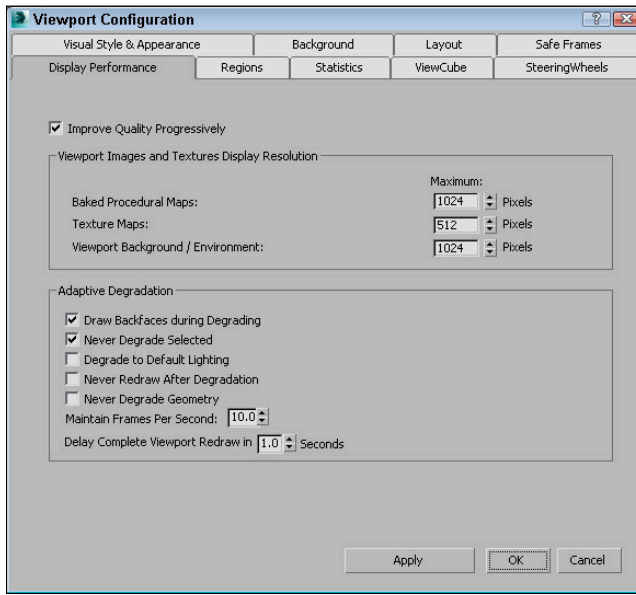 Viewport Configuration
Visual Style & Appearance Background Layout Safe Frames
Display Performance Regions Statistics ViewCube SteeringWheels
Improve Quality Progressively
Viewport Images and Textures Display Resolution
Maximum:
Baked Procedural Maps: 1024 Pixels
Texture Maps: 512 Pixels
Viewport Background / Environment: 1024 Pixels
Adaptive Degradation
Draw Backfaces during Degrading
Never Degrade Selected
Degrade to Default Lighting
Never Redraw After Degradation
Never Degrade Geometry
Maintain Frames Per Second: 10.0
Delay Complete Viewport Redraw in 1.0 Seconds
Apply OK Cancel